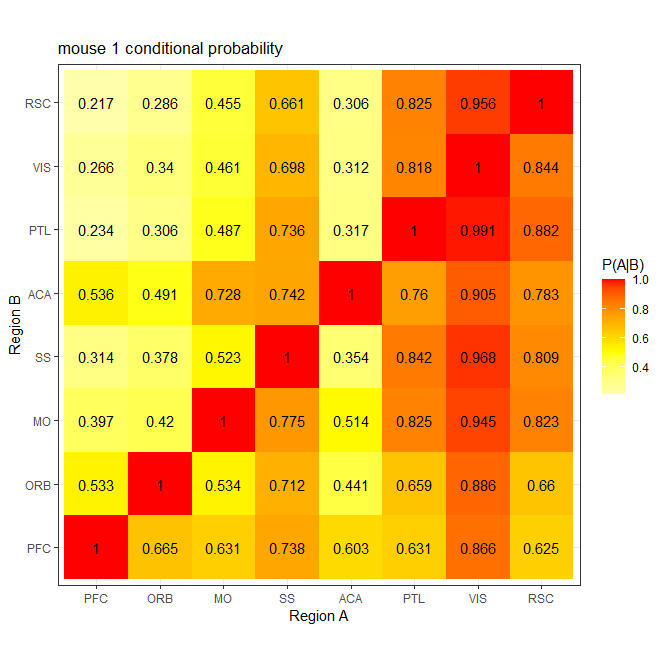 mouse 1 conditional probability
RSC 0.217 0.286 0.455 0.661 0.306 0.825 0.956 1
VIS 0.266 0.34 0.461 0.698 0.312 0.818 1 0.844
PTL 0.234 0.306 0.487 0.736 0.317 1 0.991 0.882
ACA 0.536 0.491 0.728 0.742 1 0.76 0.905 0.783
SS 0.314 0.378 0.523 1 0.354 0.842 0.968 0.809
MO 0.397 0.42 1 0.775 0.514 0.825 0.945 0.823
ORB 0.533 1 0.534 0.712 0.441 0.659 0.886 0.66
PFC 1 0.665 0.631 0.738 0.603 0.631 0.866 0.625
PFC ORB MO SS ACA PTL VIS RSC
Region A
Region B
P(A|B)
1.0
0.8
0.6
0.4